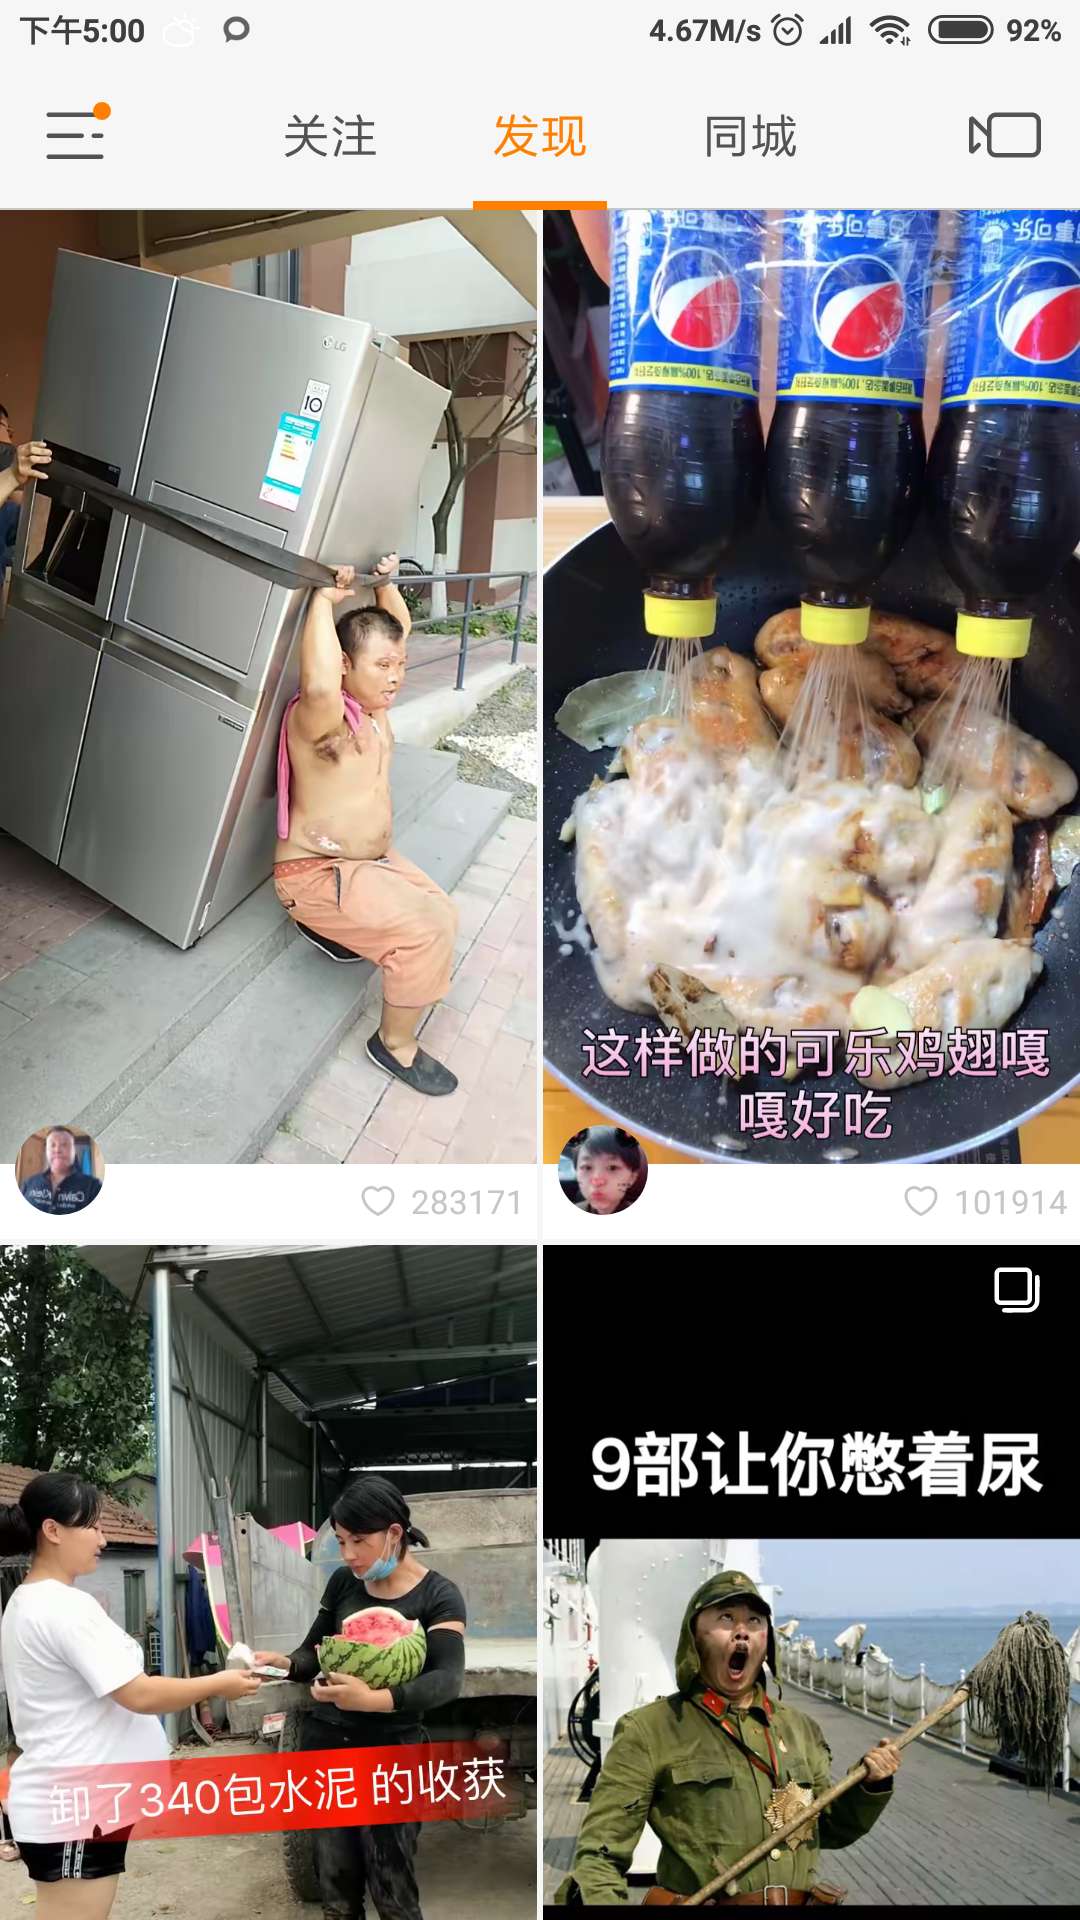 下午5:00
4.67M/s
92%
关注
发现
同城
LG
这样做的可乐鸡翅嘎
嘎好吃
283171
101914
9部让你憋着尿
卸了340包水泥 的收获